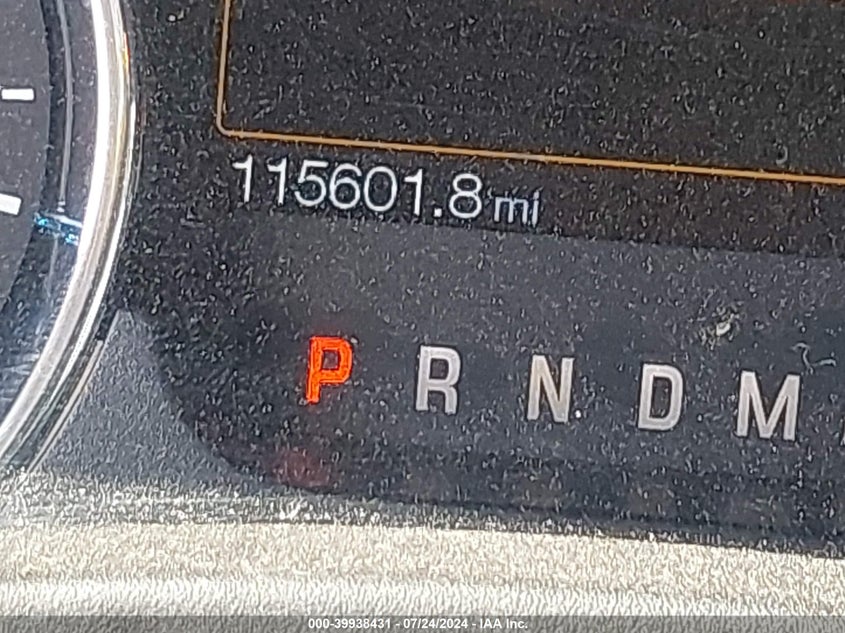 115601.8 mi
P R N D M
000-39938431 - 07/24/2024 - IAA Inc.